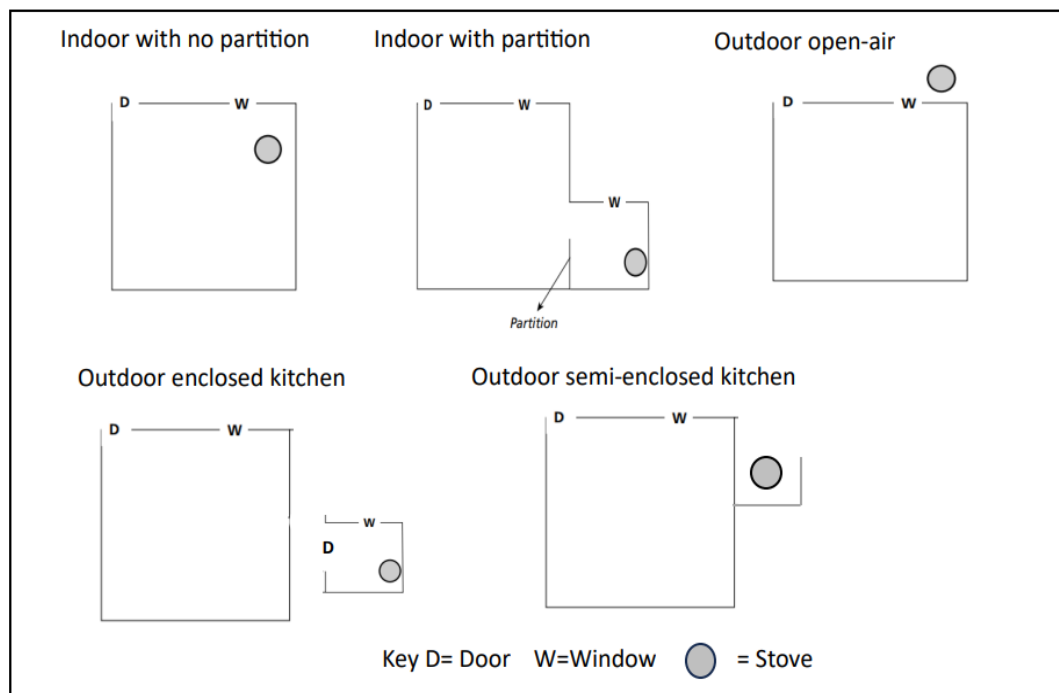 Indoor with no partition
Indoor with partition
Outdoor open-air
D
W
D
W
D
W
W
Partition
Outdoor enclosed kitchen
Outdoor semi-enclosed kitchen
D
W
D
W
W
D
Key D= Door W=Window = Stove